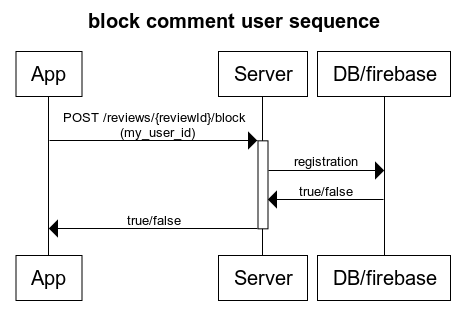 block comment user sequence
App
Server
DB/firebase
POST /reviews/{reviewId}/block
(my_user_id)
registration
true/false
true/false
App
Server
DB/firebase